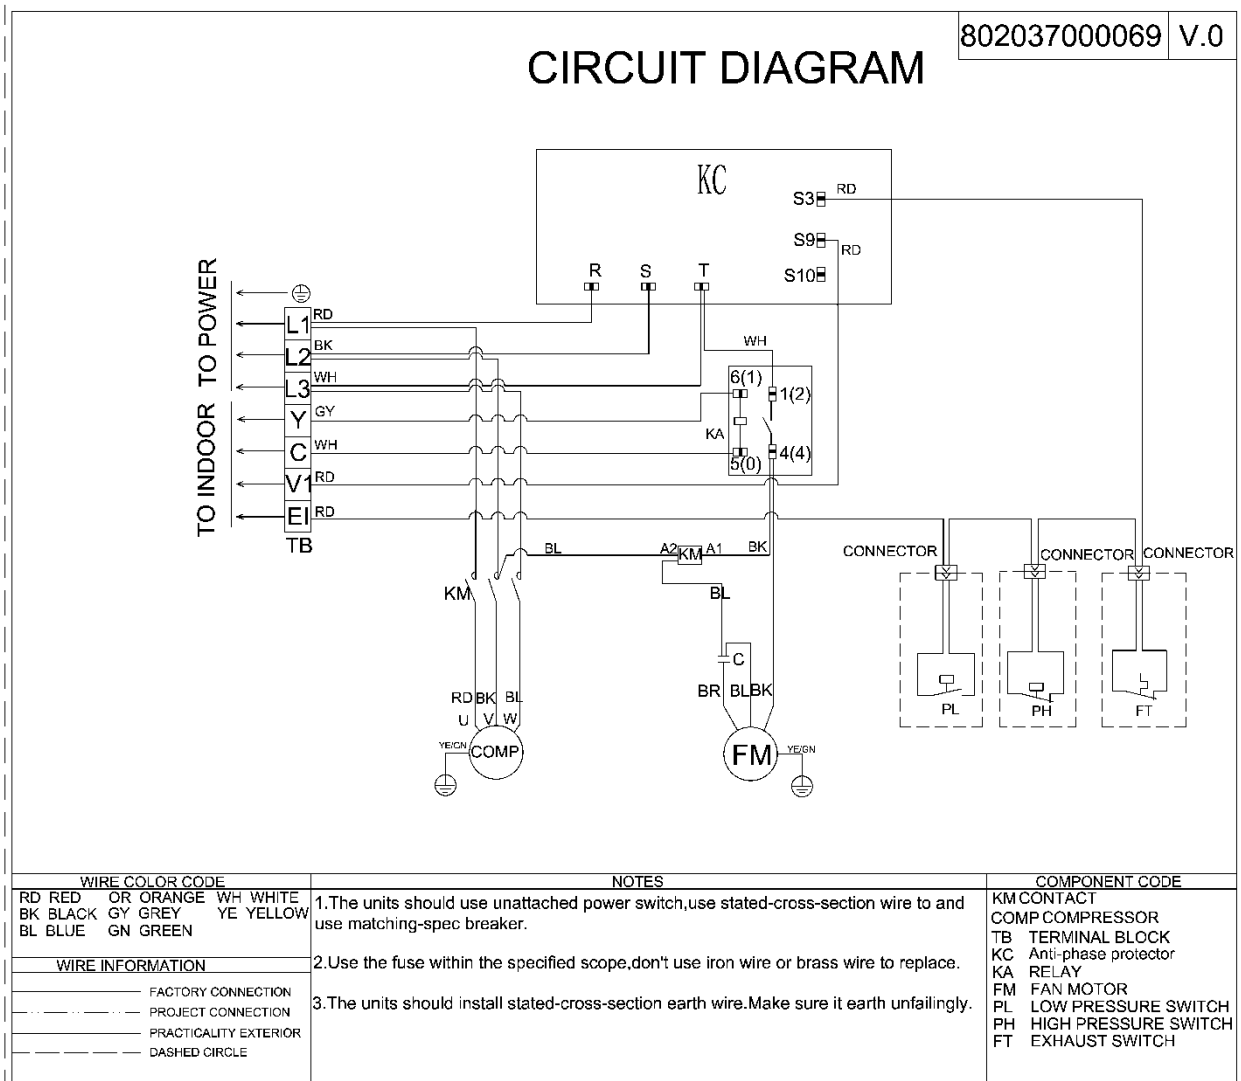 802037000069 V.0
CIRCUIT DIAGRAM
KC
S3 RD
S9 RD
S10
R S T
TO POWER
L1 RD
L2 BK
L3 WH
WH
TO INDOOR
Y GY
C WH
V1 RD
EI RD
TB
6(1) 1(2)
KA
5(0) 4(4)
BL A2 KM A1 BK
CONNECTOR CONNECTOR CONNECTOR
KM
BL
C
RD BK BL
U V W
YE/GN COMP
BR BL BK
FM YE/GN
PL PH FT
WIRE COLOR CODE
RD RED OR ORANGE WH WHITE
BK BLACK GY GREY YE YELLOW
BL BLUE GN GREEN
WIRE INFORMATION
FACTORY CONNECTION
PROJECT CONNECTION
PRACTICALITY EXTERIOR
DASHED CIRCLE
NOTES
1.The units should use unattached power switch,use stated-cross-section wire to and
use matching-spec breaker.
2.Use the fuse within the specified scope,don't use iron wire or brass wire to replace.
3.The units should install stated-cross-section earth wire.Make sure it earth unfailingly.
COMPONENT CODE
KM CONTACT
COMP COMPRESSOR
TB TERMINAL BLOCK
KC Anti-phase protector
KA RELAY
FM FAN MOTOR
PL LOW PRESSURE SWITCH
PH HIGH PRESSURE SWITCH
FT EXHAUST SWITCH